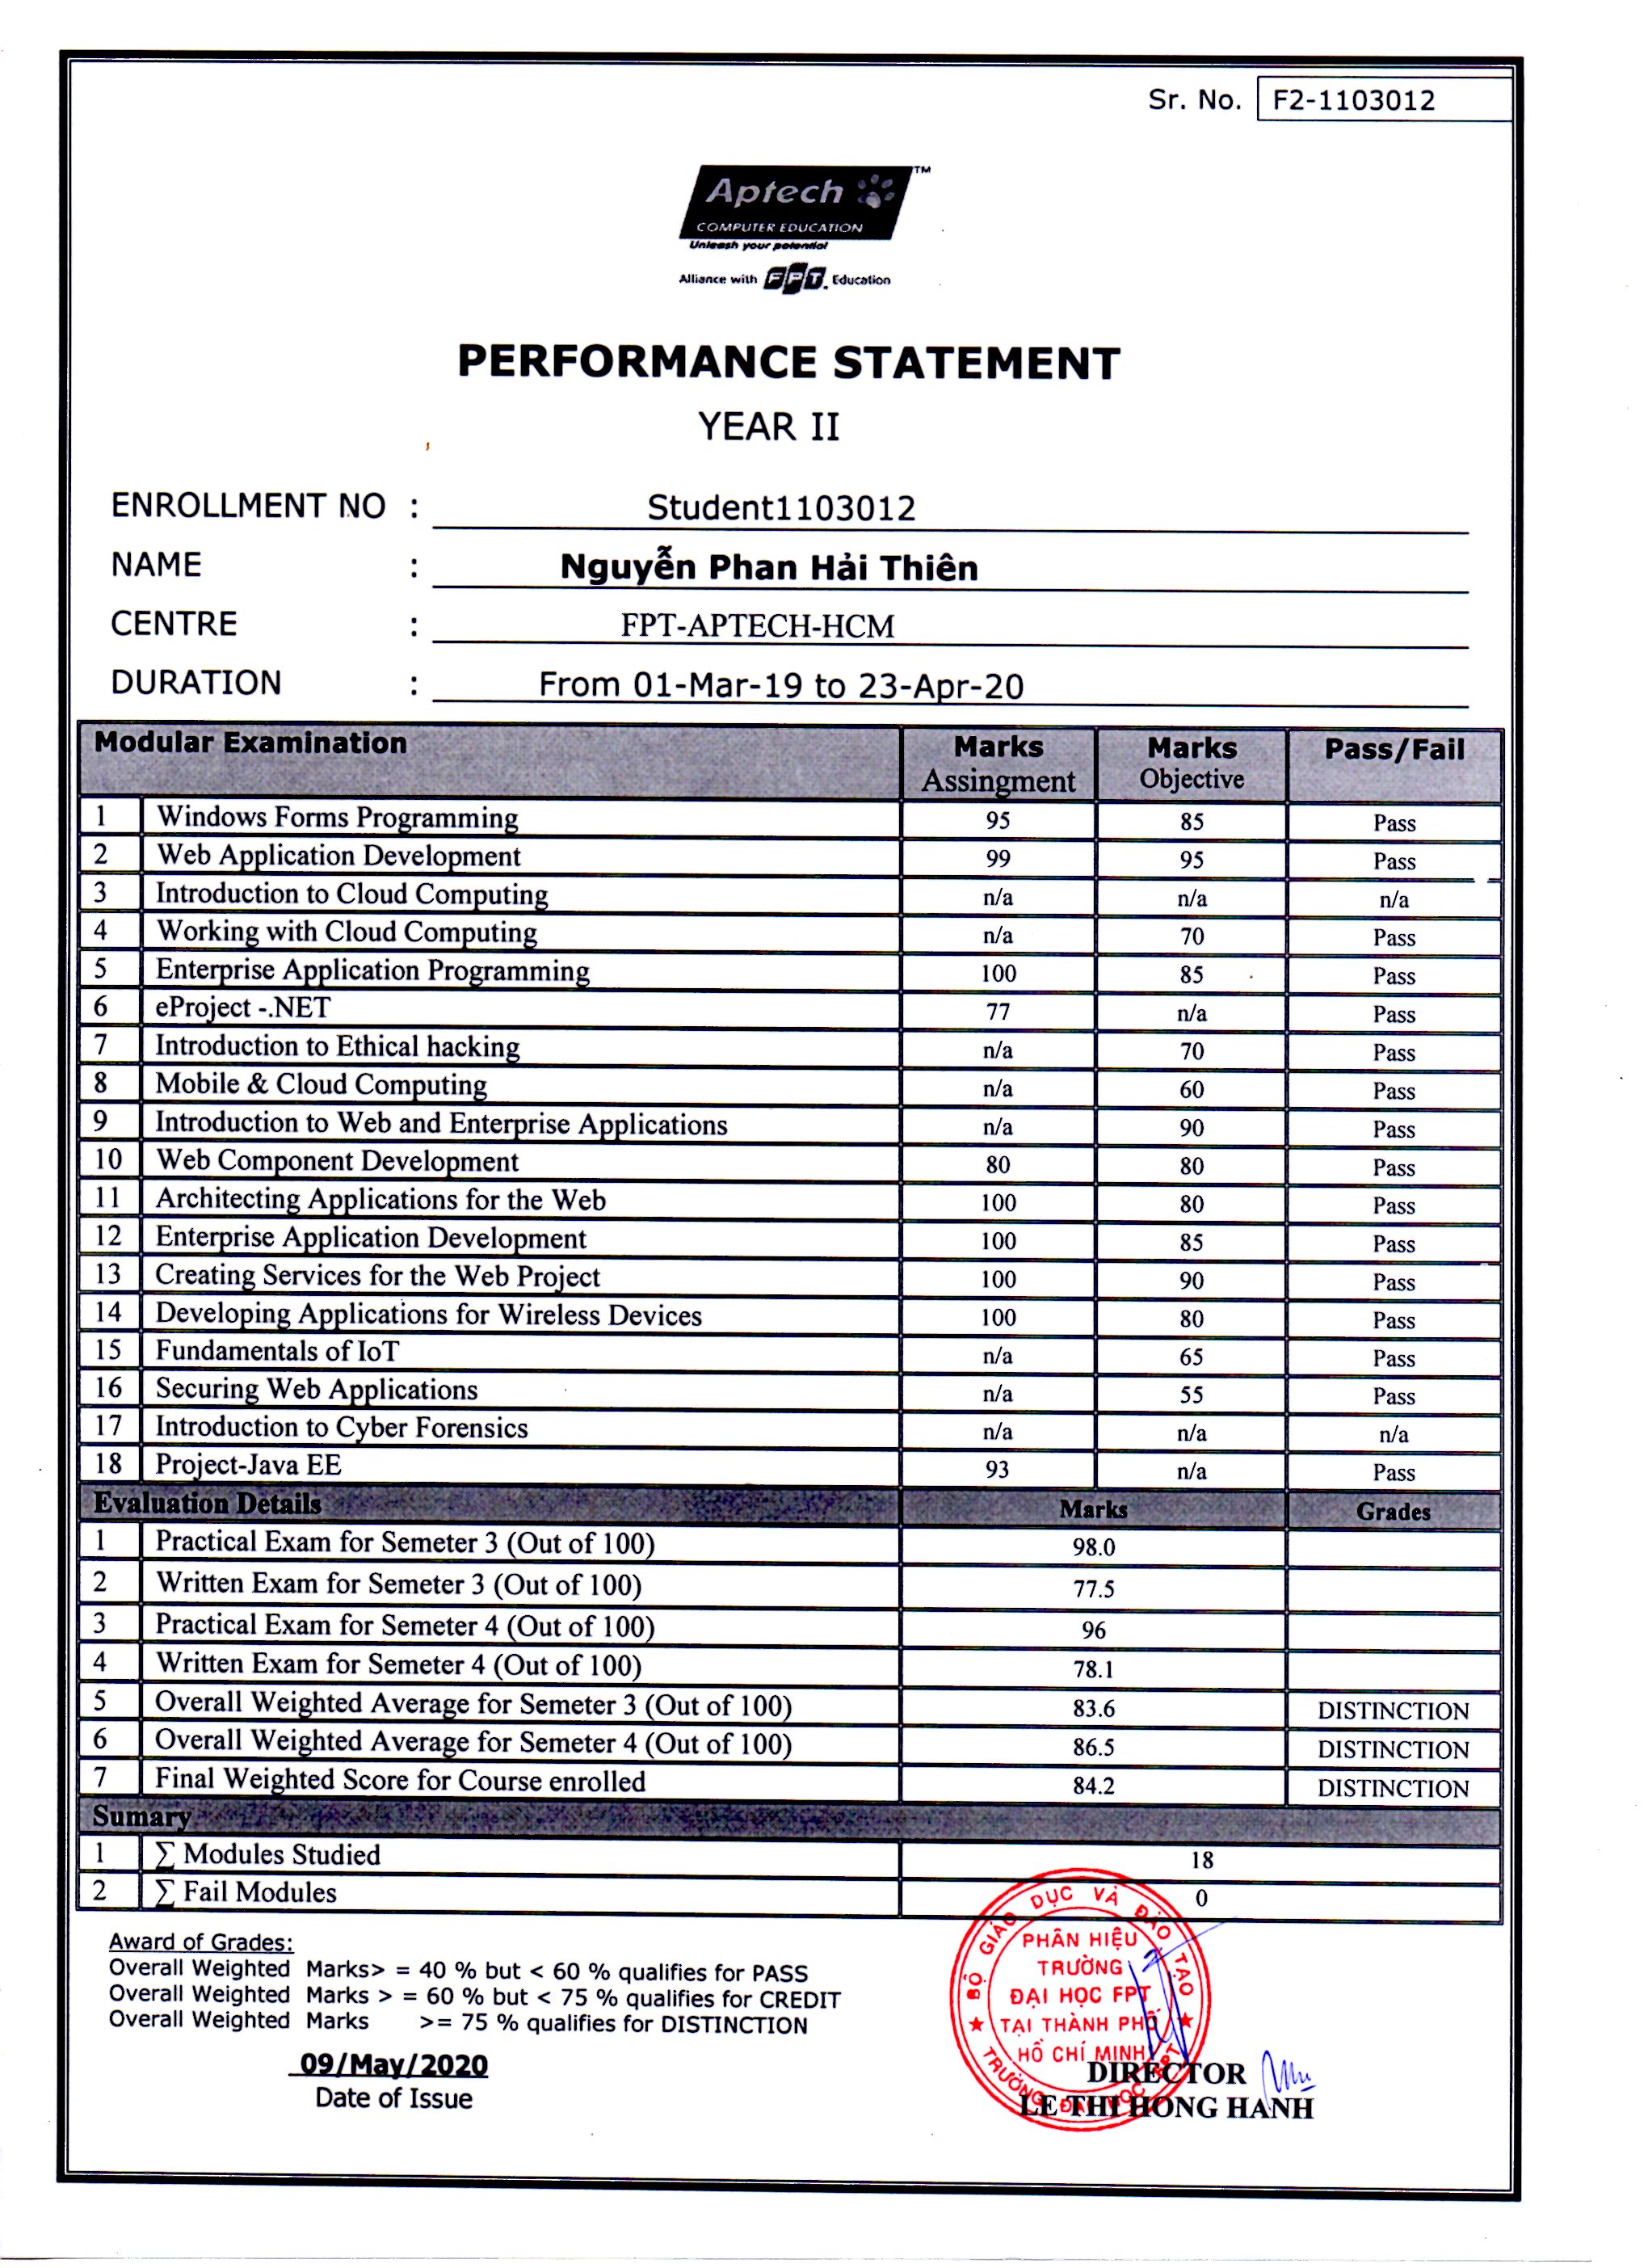 Sr. No. F2-1103012
Aptech TM
COMPUTER EDUCATION
Unleash your potential
Alliance with FPT. Education
PERFORMANCE STATEMENT
YEAR II
ENROLLMENT NO : Student1103012
NAME : Nguyễn Phan Hải Thiên
CENTRE : FPT-APTECH-HCM
DURATION : From 01-Mar-19 to 23-Apr-20
Modular Examination Marks Assingment Marks Objective Pass/Fail
1 Windows Forms Programming 95 85 Pass
2 Web Application Development 99 95 Pass
3 Introduction to Cloud Computing n/a n/a n/a
4 Working with Cloud Computing n/a 70 Pass
5 Enterprise Application Programming 100 85 Pass
6 eProject -.NET 77 n/a Pass
7 Introduction to Ethical hacking n/a 70 Pass
8 Mobile & Cloud Computing n/a 60 Pass
9 Introduction to Web and Enterprise Applications n/a 90 Pass
10 Web Component Development 80 80 Pass
11 Architecting Applications for the Web 100 80 Pass
12 Enterprise Application Development 100 85 Pass
13 Creating Services for the Web Project 100 90 Pass
14 Developing Applications for Wireless Devices 100 80 Pass
15 Fundamentals of IoT n/a 65 Pass
16 Securing Web Applications n/a 55 Pass
17 Introduction to Cyber Forensics n/a n/a n/a
18 Project-Java EE 93 n/a Pass
Evaluation Details Marks Grades
1 Practical Exam for Semeter 3 (Out of 100) 98.0
2 Written Exam for Semeter 3 (Out of 100) 77.5
3 Practical Exam for Semeter 4 (Out of 100) 96
4 Written Exam for Semeter 4 (Out of 100) 78.1
5 Overall Weighted Average for Semeter 3 (Out of 100) 83.6 DISTINCTION
6 Overall Weighted Average for Semeter 4 (Out of 100) 86.5 DISTINCTION
7 Final Weighted Score for Course enrolled 84.2 DISTINCTION
Sumary
1 ∑ Modules Studied 18
2 ∑ Fail Modules 0
Award of Grades:
Overall Weighted Marks> = 40 % but < 60 % qualifies for PASS
Overall Weighted Marks > = 60 % but < 75 % qualifies for CREDIT
Overall Weighted Marks >= 75 % qualifies for DISTINCTION
09/May/2020
Date of Issue
BỘ GIÁO DỤC VÀ ĐÀO TẠO
PHÂN HIỆU
TRƯỜNG
ĐẠI HỌC FPT
TẠI THÀNH PHỐ
HỒ CHÍ MINH
TRƯỜNG ĐẠI HỌC FPT
DIRECTOR
LE THI HONG HANH